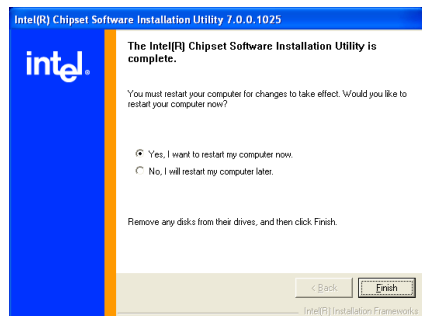 Intel(R) Chipset Software Installation Utility 7.0.0.1025
intel.
The Intel(R) Chipset Software Installation Utility is
complete.
You must restart your computer for changes to take effect. Would you like to
restart your computer now?
Yes, I want to restart my computer now.
No, I will restart my computer later.
Remove any disks from their drives, and then click Finish.
< Back
Finish
Intel(R) Installation Frameworks